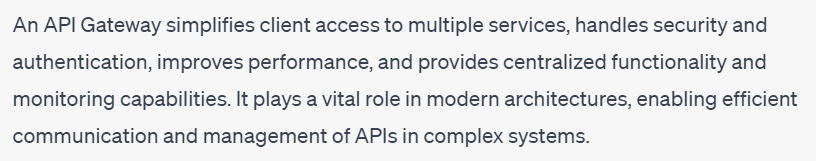 An API Gateway simplifies client access to multiple services, handles security and
authentication, improves performance, and provides centralized functionality and
monitoring capabilities. It plays a vital role in modern architectures, enabling efficient
communication and management of APIs in complex systems.